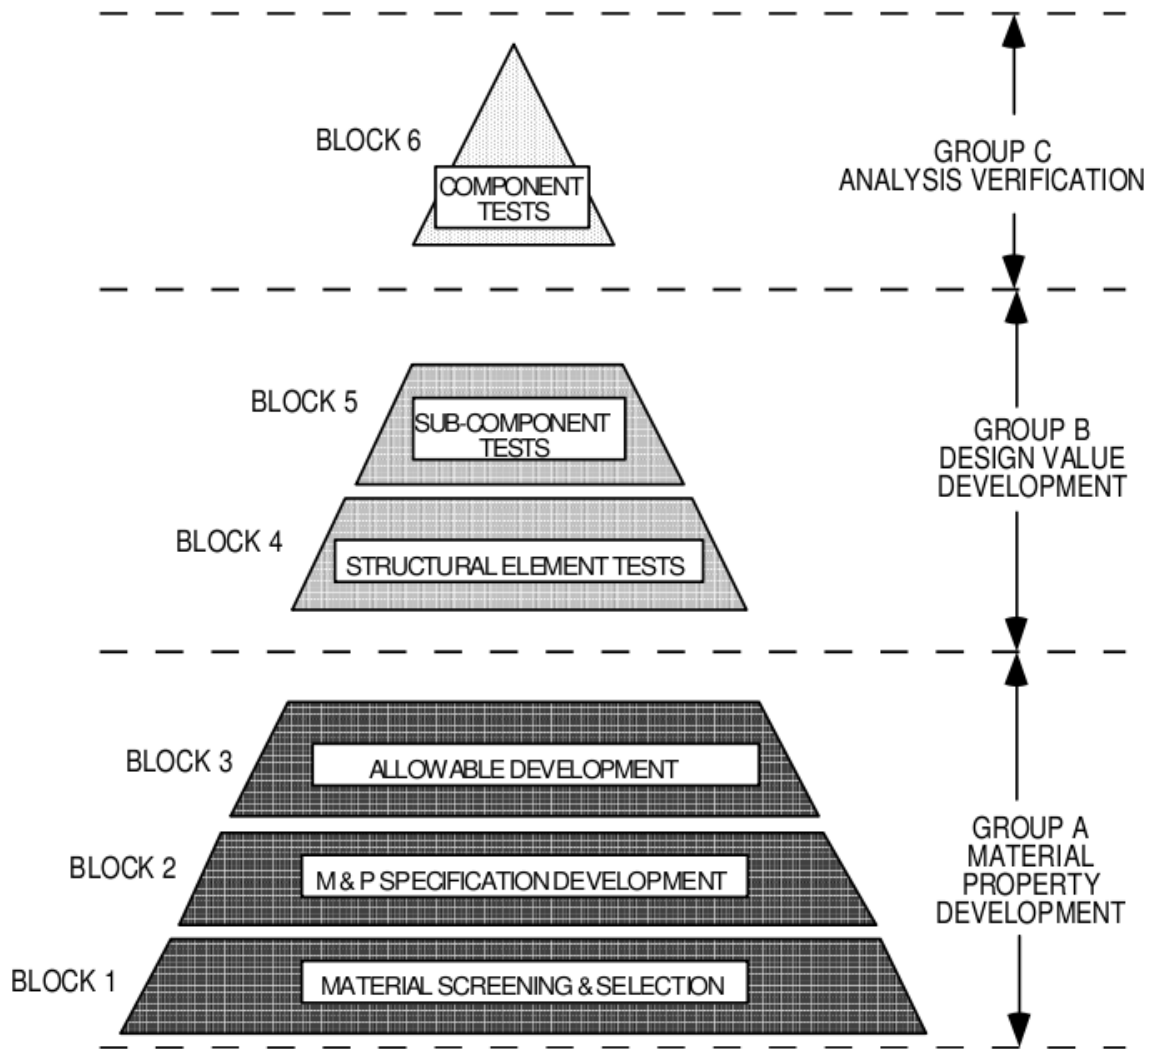 BLOCK 6
COMPONENT
TESTS
GROUP C
ANALYSIS VERIFICATION
BLOCK 5
SUB-COMPONENT
TESTS
GROUP B
DESIGN VALUE
DEVELOPMENT
BLOCK 4
STRUCTURAL ELEMENT TESTS
BLOCK 3
ALLOWABLE DEVELOPMENT
GROUP A
MATERIAL
PROPERTY
DEVELOPMENT
BLOCK 2
M & P SPECIFICATION DEVELOPMENT
BLOCK 1
MATERIAL SCREENING & SELECTION